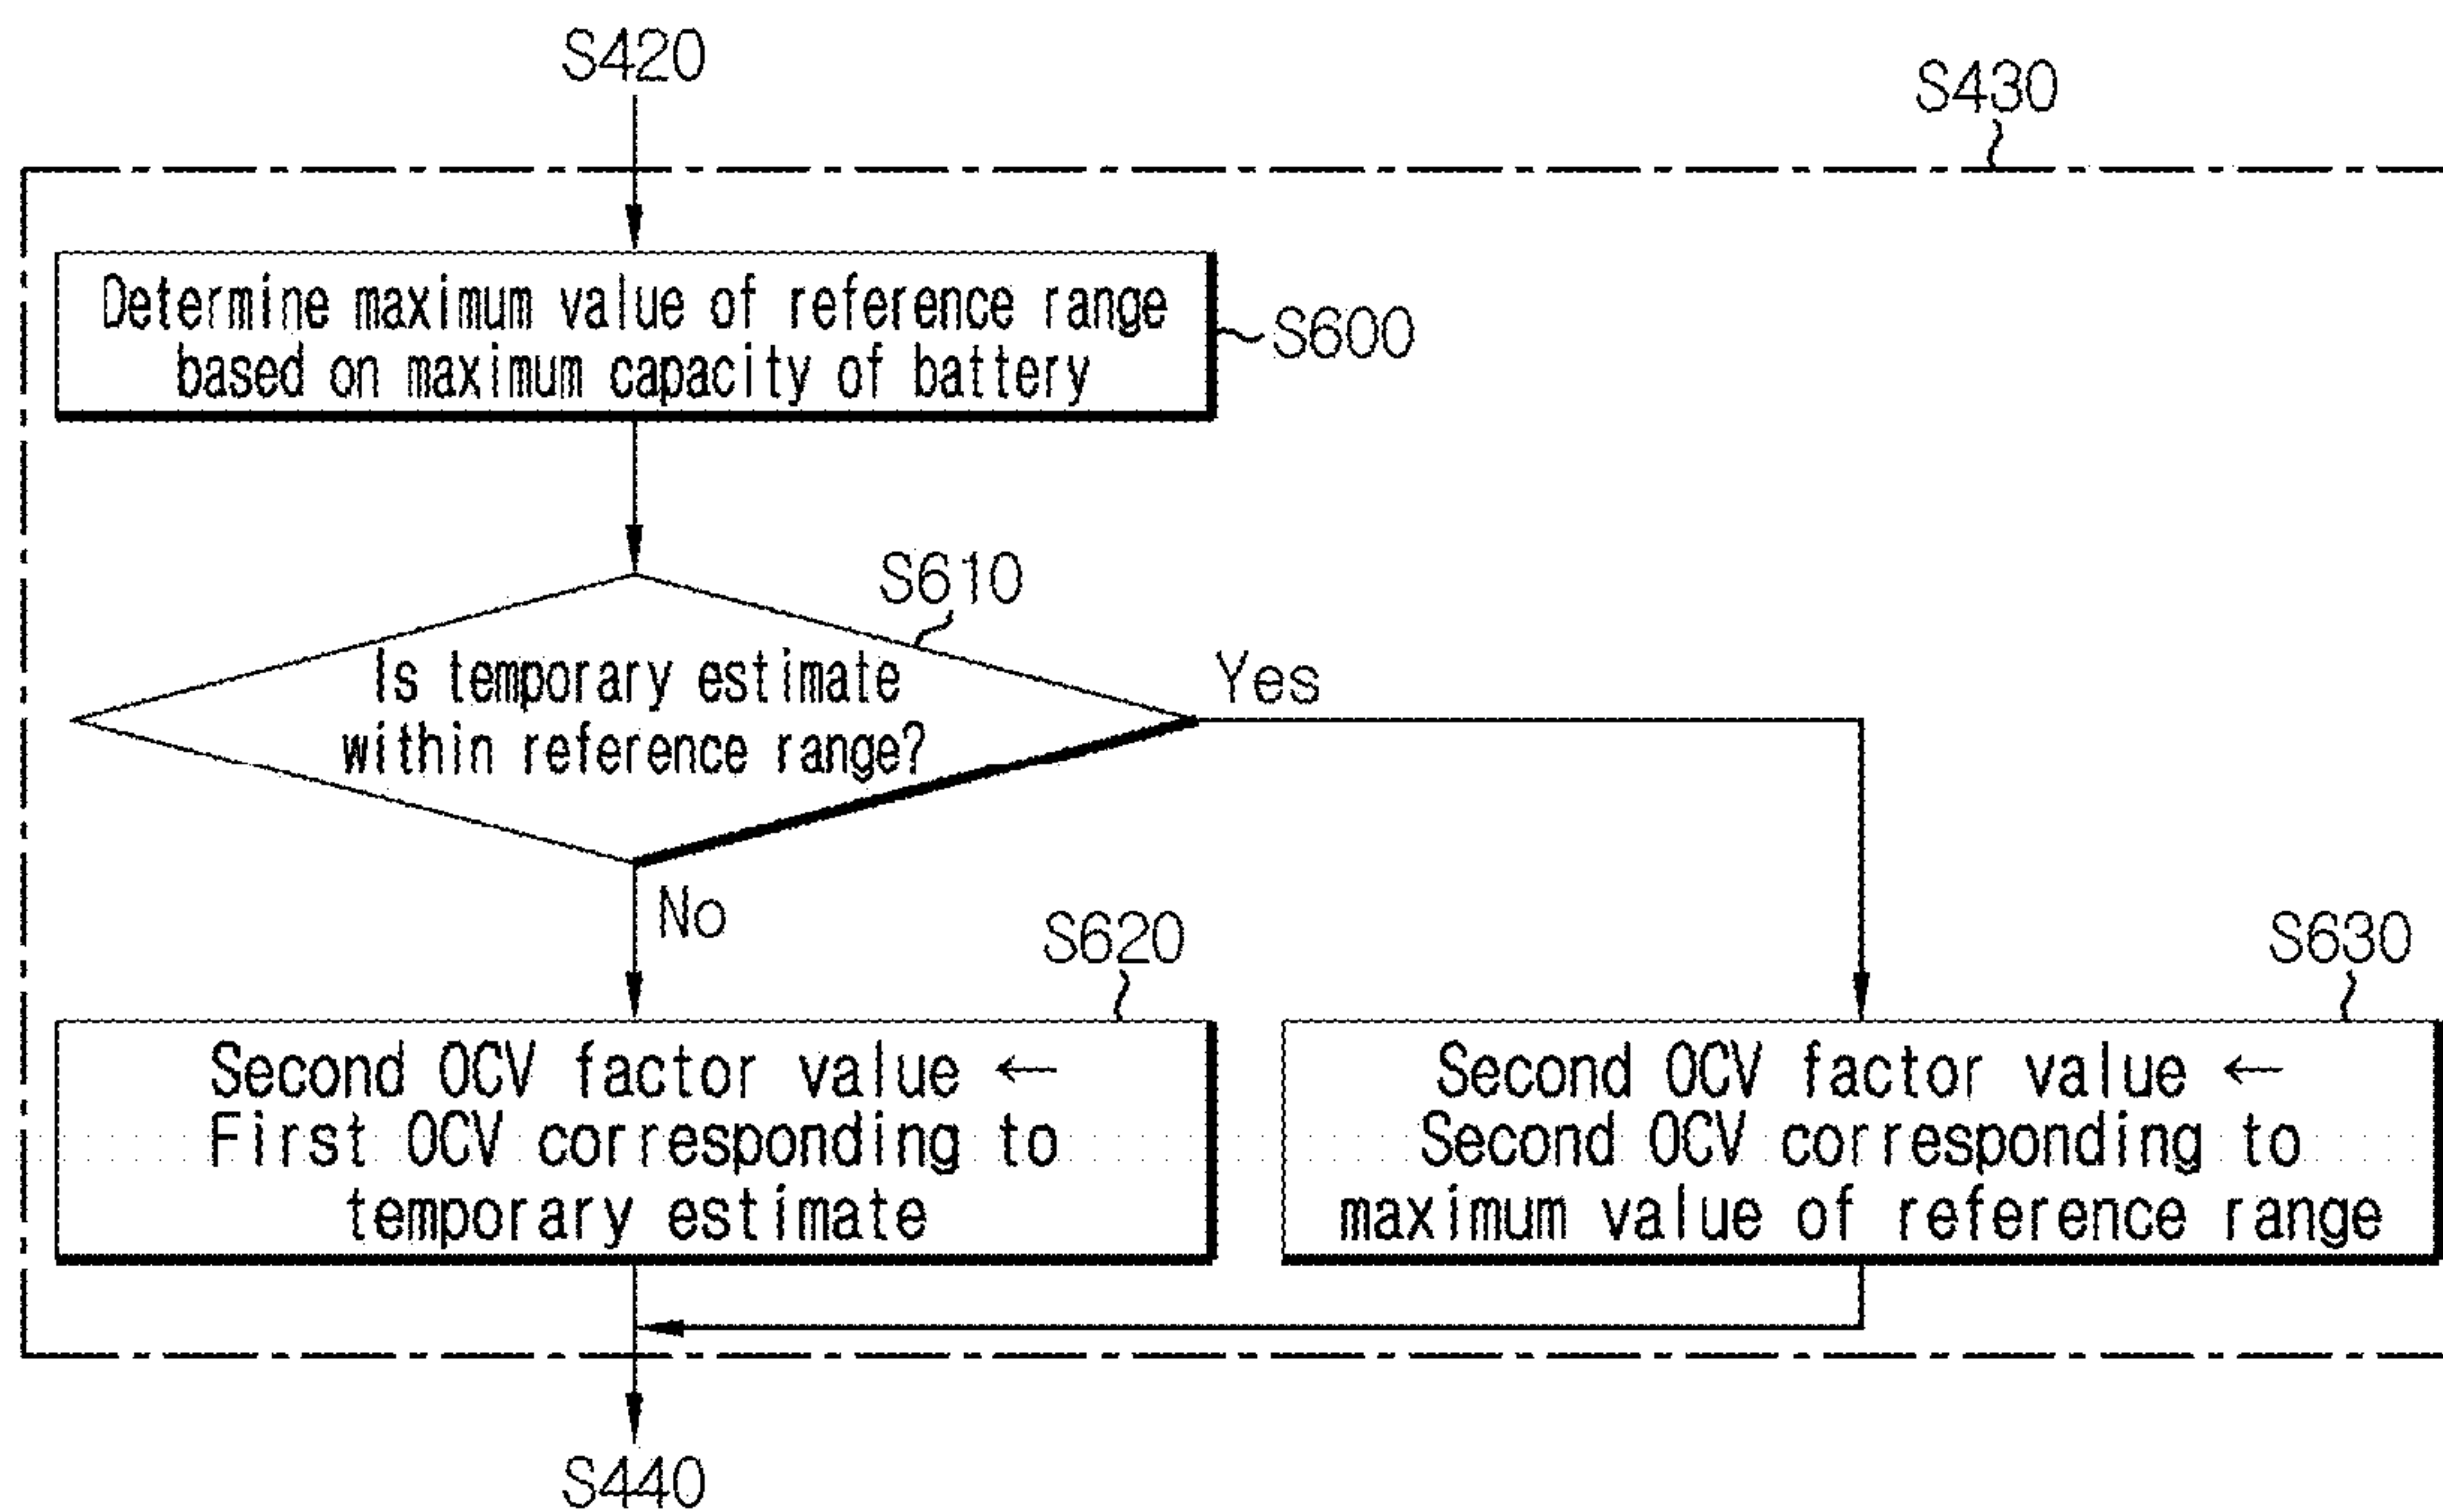 S420
S430
Determine maximum value of reference range
based on maximum capacity of battery
S600
S610
Is temporary estimate
within reference range?
Yes
No
S620
S630
Second OCV factor value ←
First OCV corresponding to
temporary estimate
Second OCV factor value ←
Second OCV corresponding to
maximum value of reference range
S440